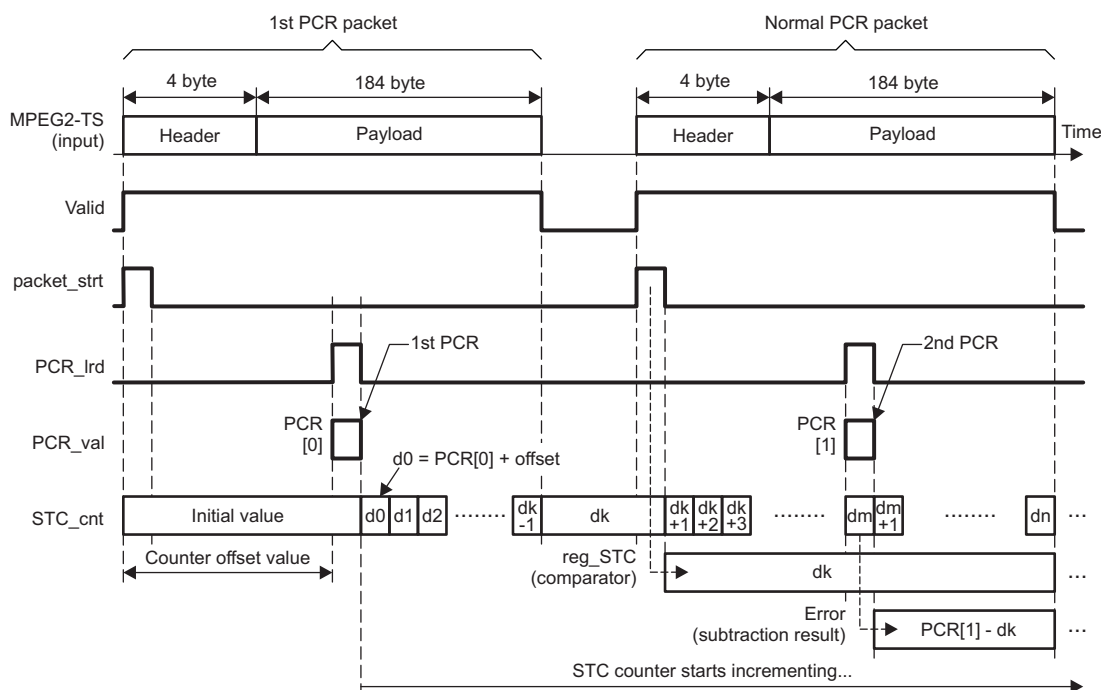 1st PCR packet
Normal PCR packet
4 byte
184 byte
4 byte
184 byte
MPEG2-TS
(input)
Header
Payload
Header
Payload
Time
Valid
packet_strt
PCR_lrd
1st PCR
2nd PCR
PCR_val
PCR
[0]
PCR
[1]
d0 = PCR[0] + offset
STC_cnt
Initial value
d0
d1
d2
........
dk
-1
dk
dk
+1
dk
+2
dk
+3
........
dm
dm
+1
........
dn
...
Counter offset value
reg_STC
(comparator)
dk
...
Error
(subtraction result)
PCR[1] - dk
...
STC counter starts incrementing...